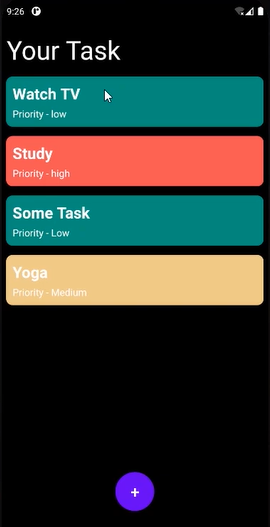 9:26
Your Task
Watch TV
Priority - low
Study
Priority - high
Some Task
Priority - Low
Yoga
Priority - Medium
+